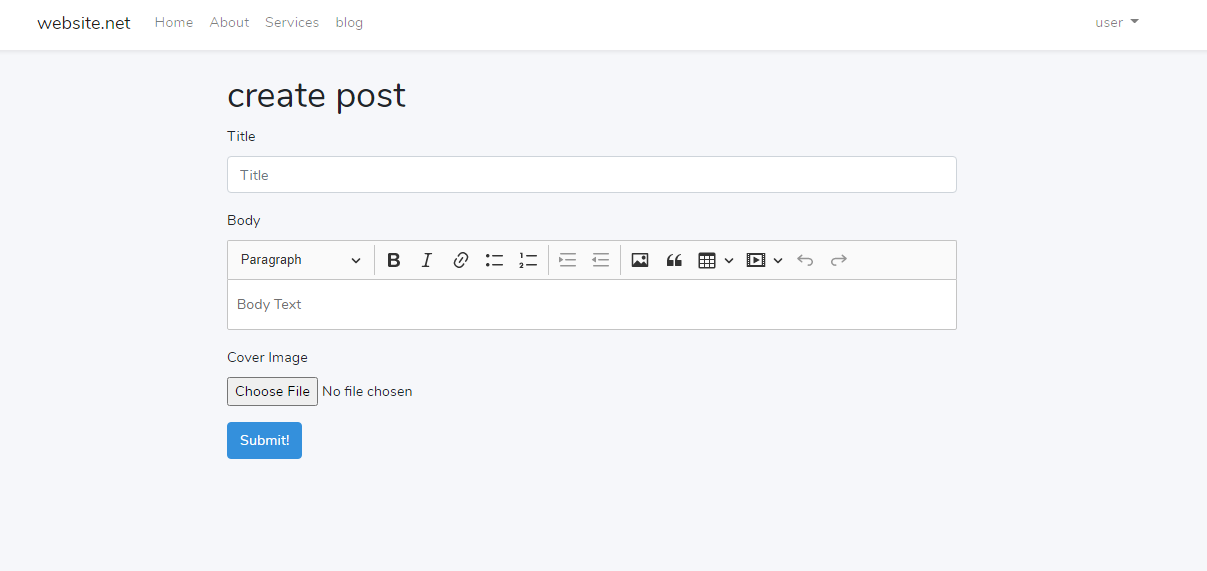 website.net Home About Services blog user
create post
Title
Title
Body
Paragraph B I
Body Text
Cover Image
Choose File No file chosen
Submit!